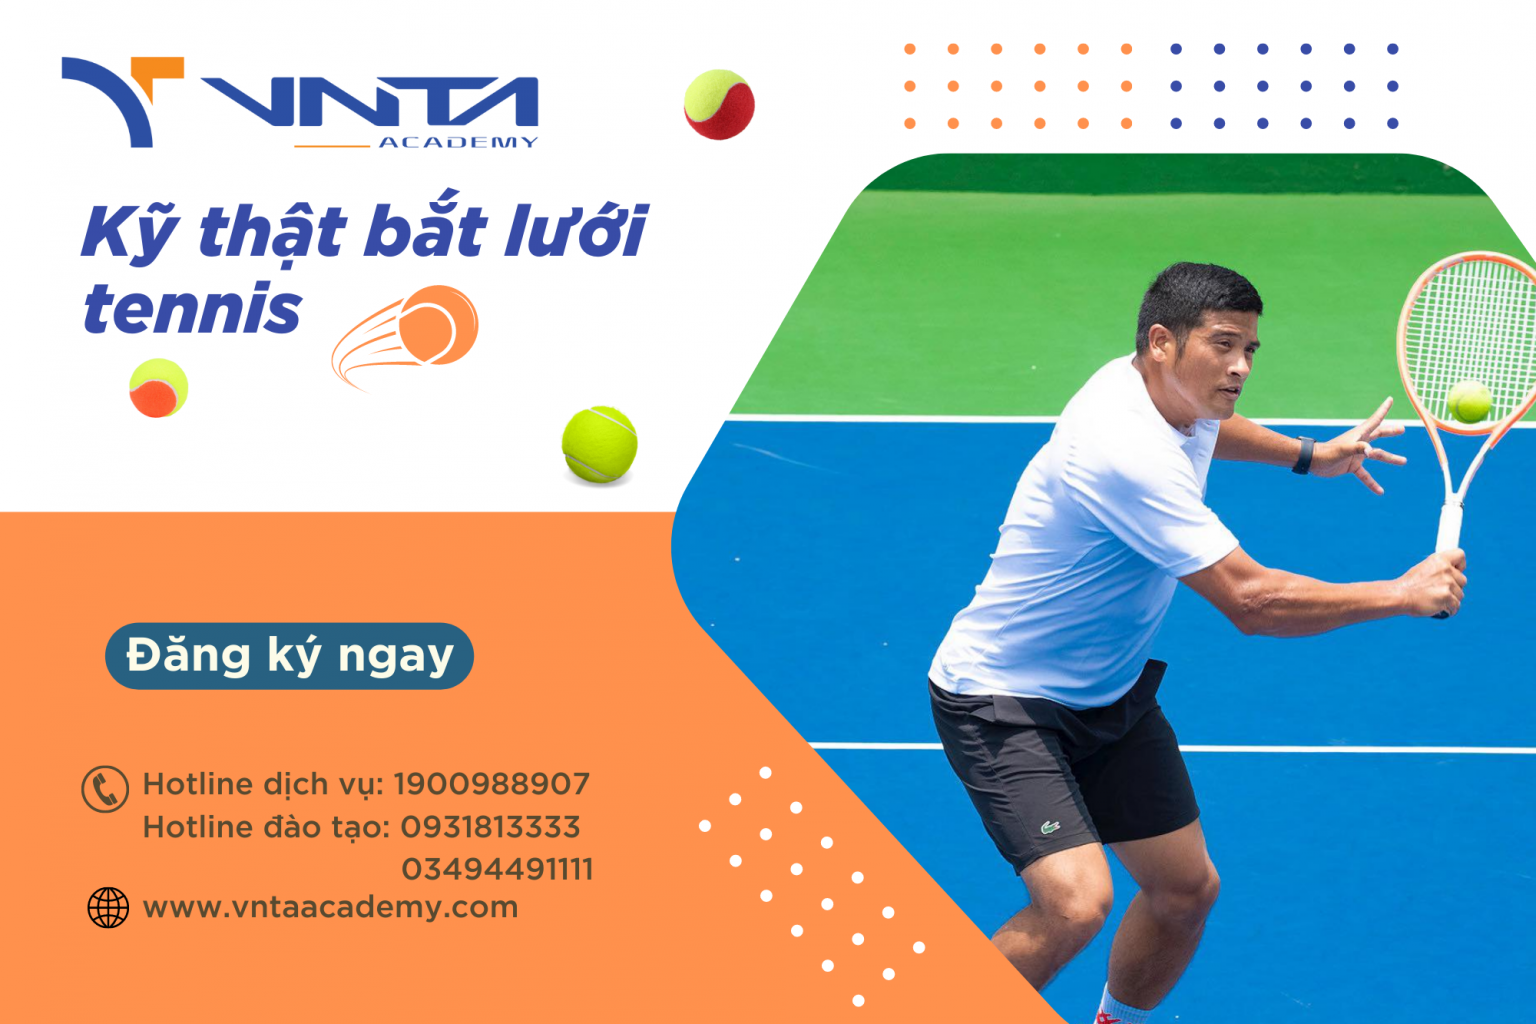 VNTA
ACADEMY
Kỹ thật bắt lưới
tennis
Đăng ký ngay
Hotline dịch vụ: 1900988907
Hotline đào tạo: 0931813333
03494491111
www.vntaacademy.com